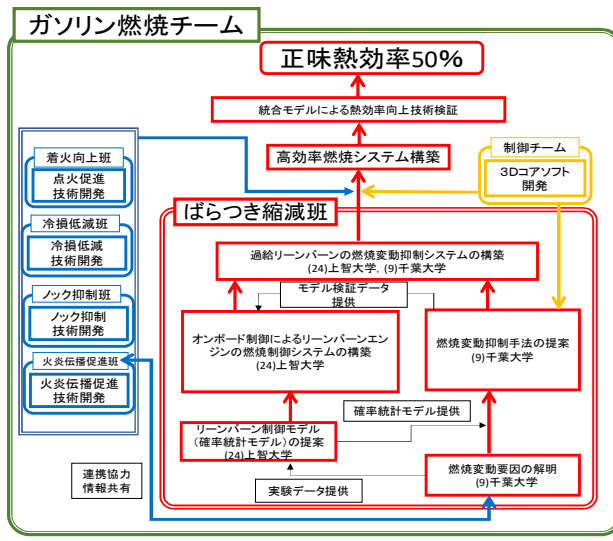 ガソリン燃焼チーム
正味熱効率50%
統合モデルによる熱効率向上技術検証
高効率燃焼システム構築
制御チーム
3Dコアソフト
開発
着火向上班
点火促進
技術開発
冷損低減班
冷損低減
技術開発
ノック抑制班
ノック抑制
技術開発
火炎伝播促進班
火炎伝播促進
技術開発
連携協力
情報共有
ばらつき縮減班
過給リーンバーンの燃焼変動抑制システムの構築
(24)上智大学, (9)千葉大学
モデル検証データ
提供
オンボード制御によるリーンバーンエン
ジンの燃焼制御システムの構築
(24)上智大学
燃焼変動抑制手法の提案
(9)千葉大学
確率統計モデル提供
リーンバーン制御モデル
(確率統計モデル)の提案
(24)上智大学
燃焼変動要因の解明
(9)千葉大学
実験データ提供